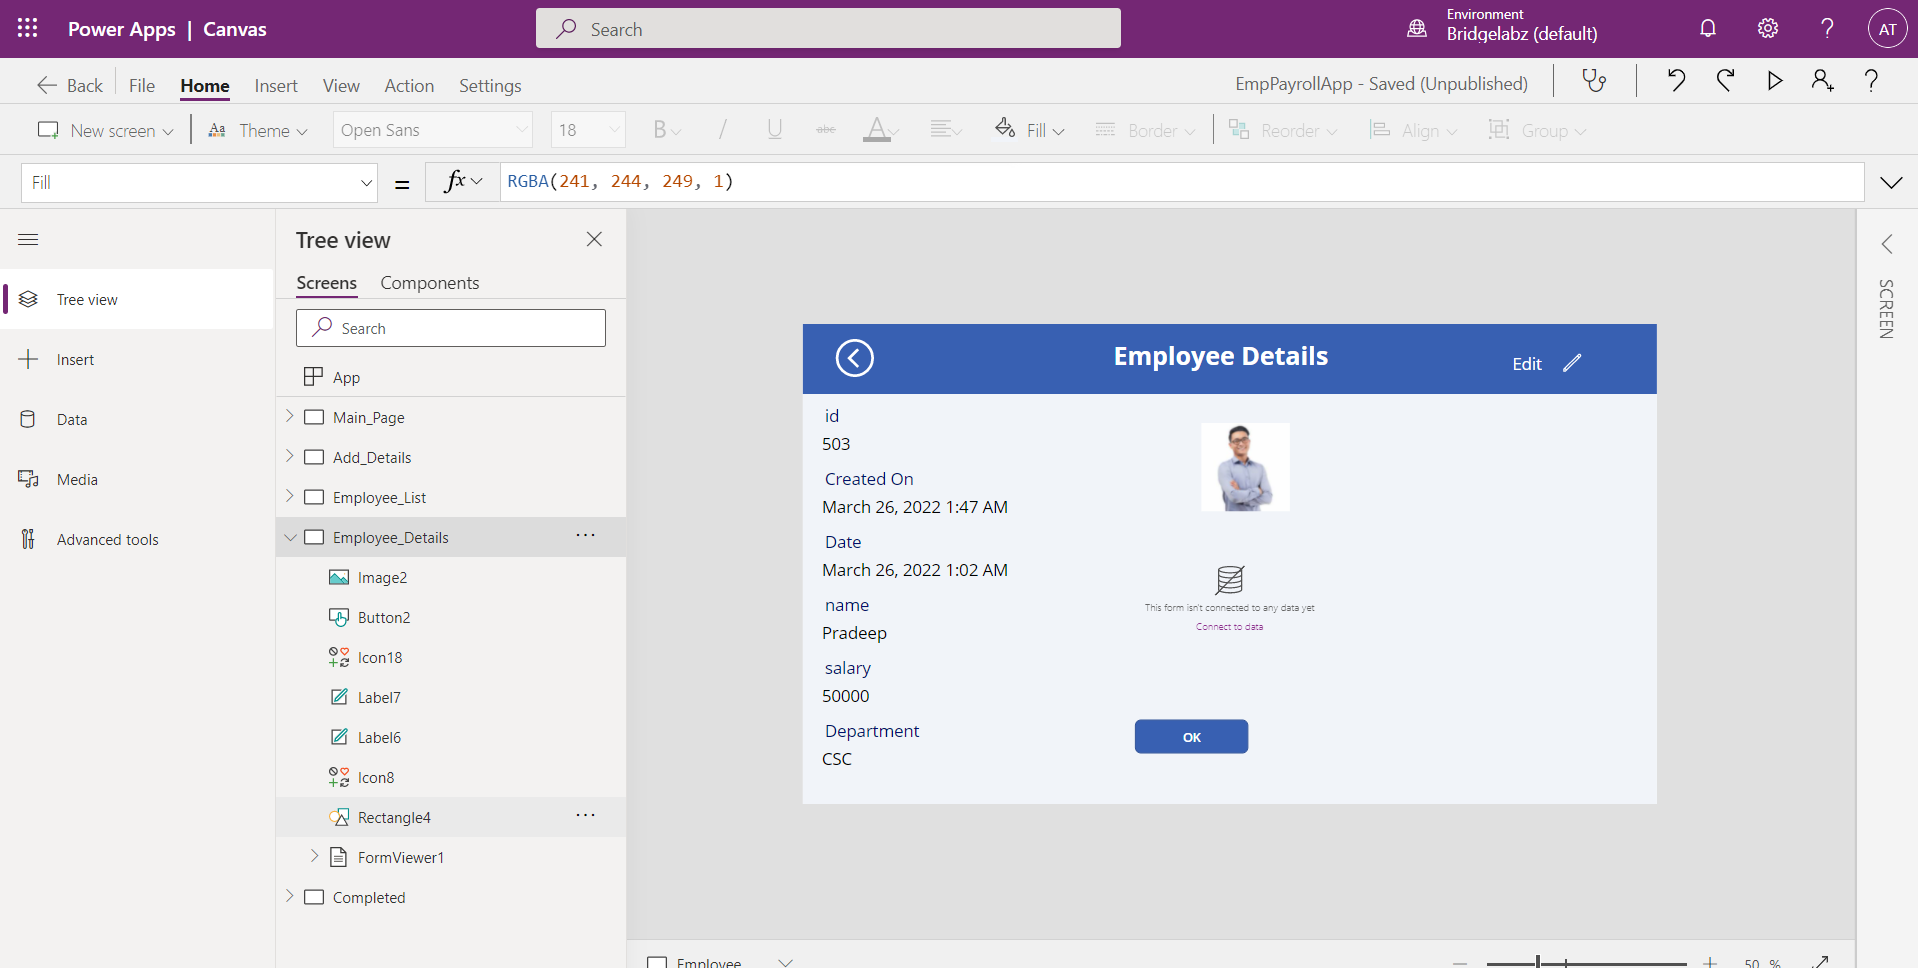 Power Apps | Canvas
Search
Environment
Bridgelabz (default)
AT
Back File Home Insert View Action Settings
EmpPayrollApp - Saved (Unpublished)
New screen
Aa Theme
Open Sans
18
B / U abc A
Fill
Border
Reorder
Align
Group
Fill
=
fx
RGBA(241, 244, 249, 1)
Tree view
Insert
Data
Media
Advanced tools
Tree view
Screens Components
Search
App
Main_Page
Add_Details
Employee_List
Employee_Details ...
Image2
Button2
Icon18
Label7
Label6
Icon8
Rectangle4 ...
FormViewer1
Completed
Employee Details
Edit
id
503
Created On
March 26, 2022 1:47 AM
Date
March 26, 2022 1:02 AM
name
Pradeep
salary
50000
Department
CSC
This form isn't connected to any data yet
Connect to data
OK
SCREEN
Employee
50 %